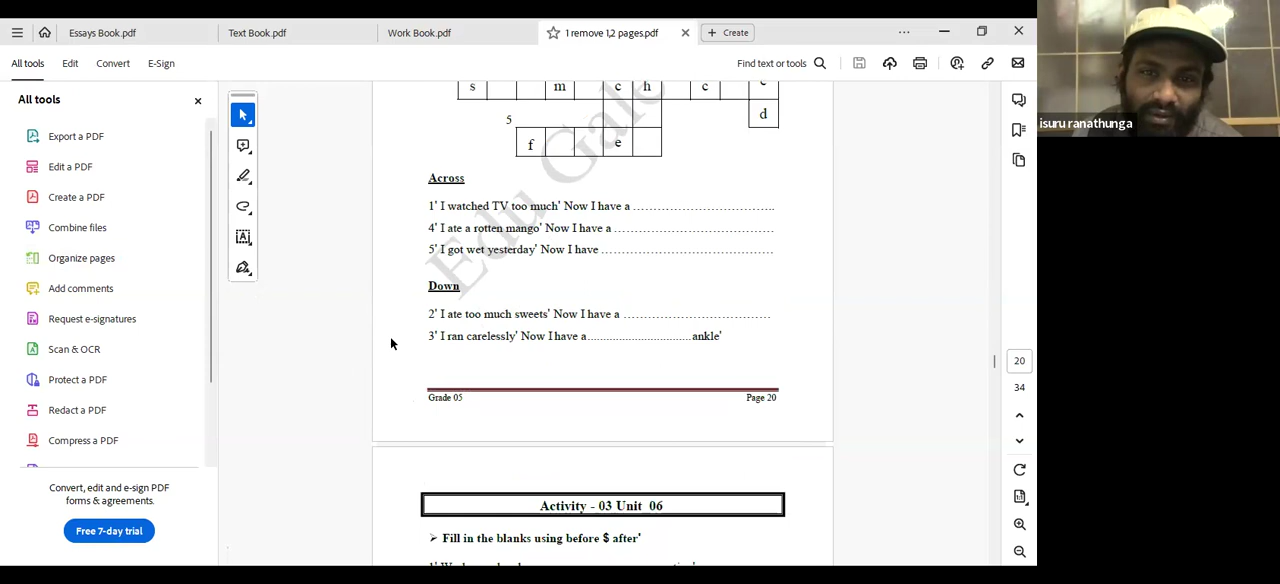 Essays Book.pdf
Text Book.pdf
Work Book.pdf
1 remove 1,2 pages.pdf
Create
All tools
Edit
Convert
E-Sign
Find text or tools
All tools
Export a PDF
Edit a PDF
Create a PDF
Combine files
Organize pages
Add comments
Request e-signatures
Scan & OCR
Protect a PDF
Redact a PDF
Compress a PDF
Convert, edit and e-sign PDF
forms & agreements.
Free 7-day trial
s m c h c
d
5
f e
Edu Gate
Across
1' I watched TV too much' Now I have a ……………………………..
4' I ate a rotten mango' Now I have a …………………………………
5' I got wet yesterday' Now I have ……………………………………
Down
2' I ate too much sweets' Now I have a ………………………………
3' I ran carelessly' Now I have a……………………………ankle'
Grade 05 Page 20
Activity - 03 Unit 06
➢ Fill in the blanks using before $ after'
20
34
isuru ranathunga